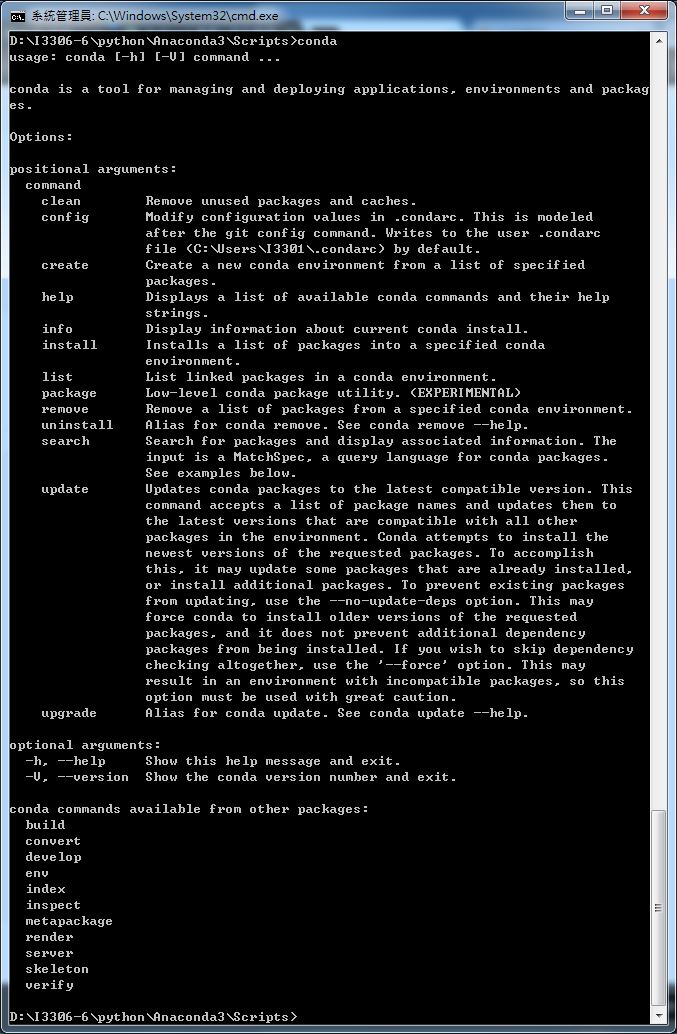 系統管理員: C:\Windows\System32\cmd.exe
D:\I3306-6\python\Anaconda3\Scripts>conda
usage: conda [-h] [-V] command ...
conda is a tool for managing and deploying applications, environments and packag
es.
Options:
positional arguments:
command
clean Remove unused packages and caches.
config Modify configuration values in .condarc. This is modeled
after the git config command. Writes to the user .condarc
file (C:\Users\I3301\.condarc) by default.
create Create a new conda environment from a list of specified
packages.
help Displays a list of available conda commands and their help
strings.
info Display information about current conda install.
install Installs a list of packages into a specified conda
environment.
list List linked packages in a conda environment.
package Low-level conda package utility. (EXPERIMENTAL)
remove Remove a list of packages from a specified conda environment.
uninstall Alias for conda remove. See conda remove --help.
search Search for packages and display associated information. The
input is a MatchSpec, a query language for conda packages.
See examples below.
update Updates conda packages to the latest compatible version. This
command accepts a list of package names and updates them to
the latest versions that are compatible with all other
packages in the environment. Conda attempts to install the
newest versions of the requested packages. To accomplish
this, it may update some packages that are already installed,
or install additional packages. To prevent existing packages
from updating, use the --no-update-deps option. This may
force conda to install older versions of the requested
packages, and it does not prevent additional dependency
packages from being installed. If you wish to skip dependency
checking altogether, use the '--force' option. This may
result in an environment with incompatible packages, so this
option must be used with great caution.
upgrade Alias for conda update. See conda update --help.
optional arguments:
-h, --help Show this help message and exit.
-V, --version Show the conda version number and exit.
conda commands available from other packages:
build
convert
develop
env
index
inspect
metapackage
render
server
skeleton
verify
D:\I3306-6\python\Anaconda3\Scripts>